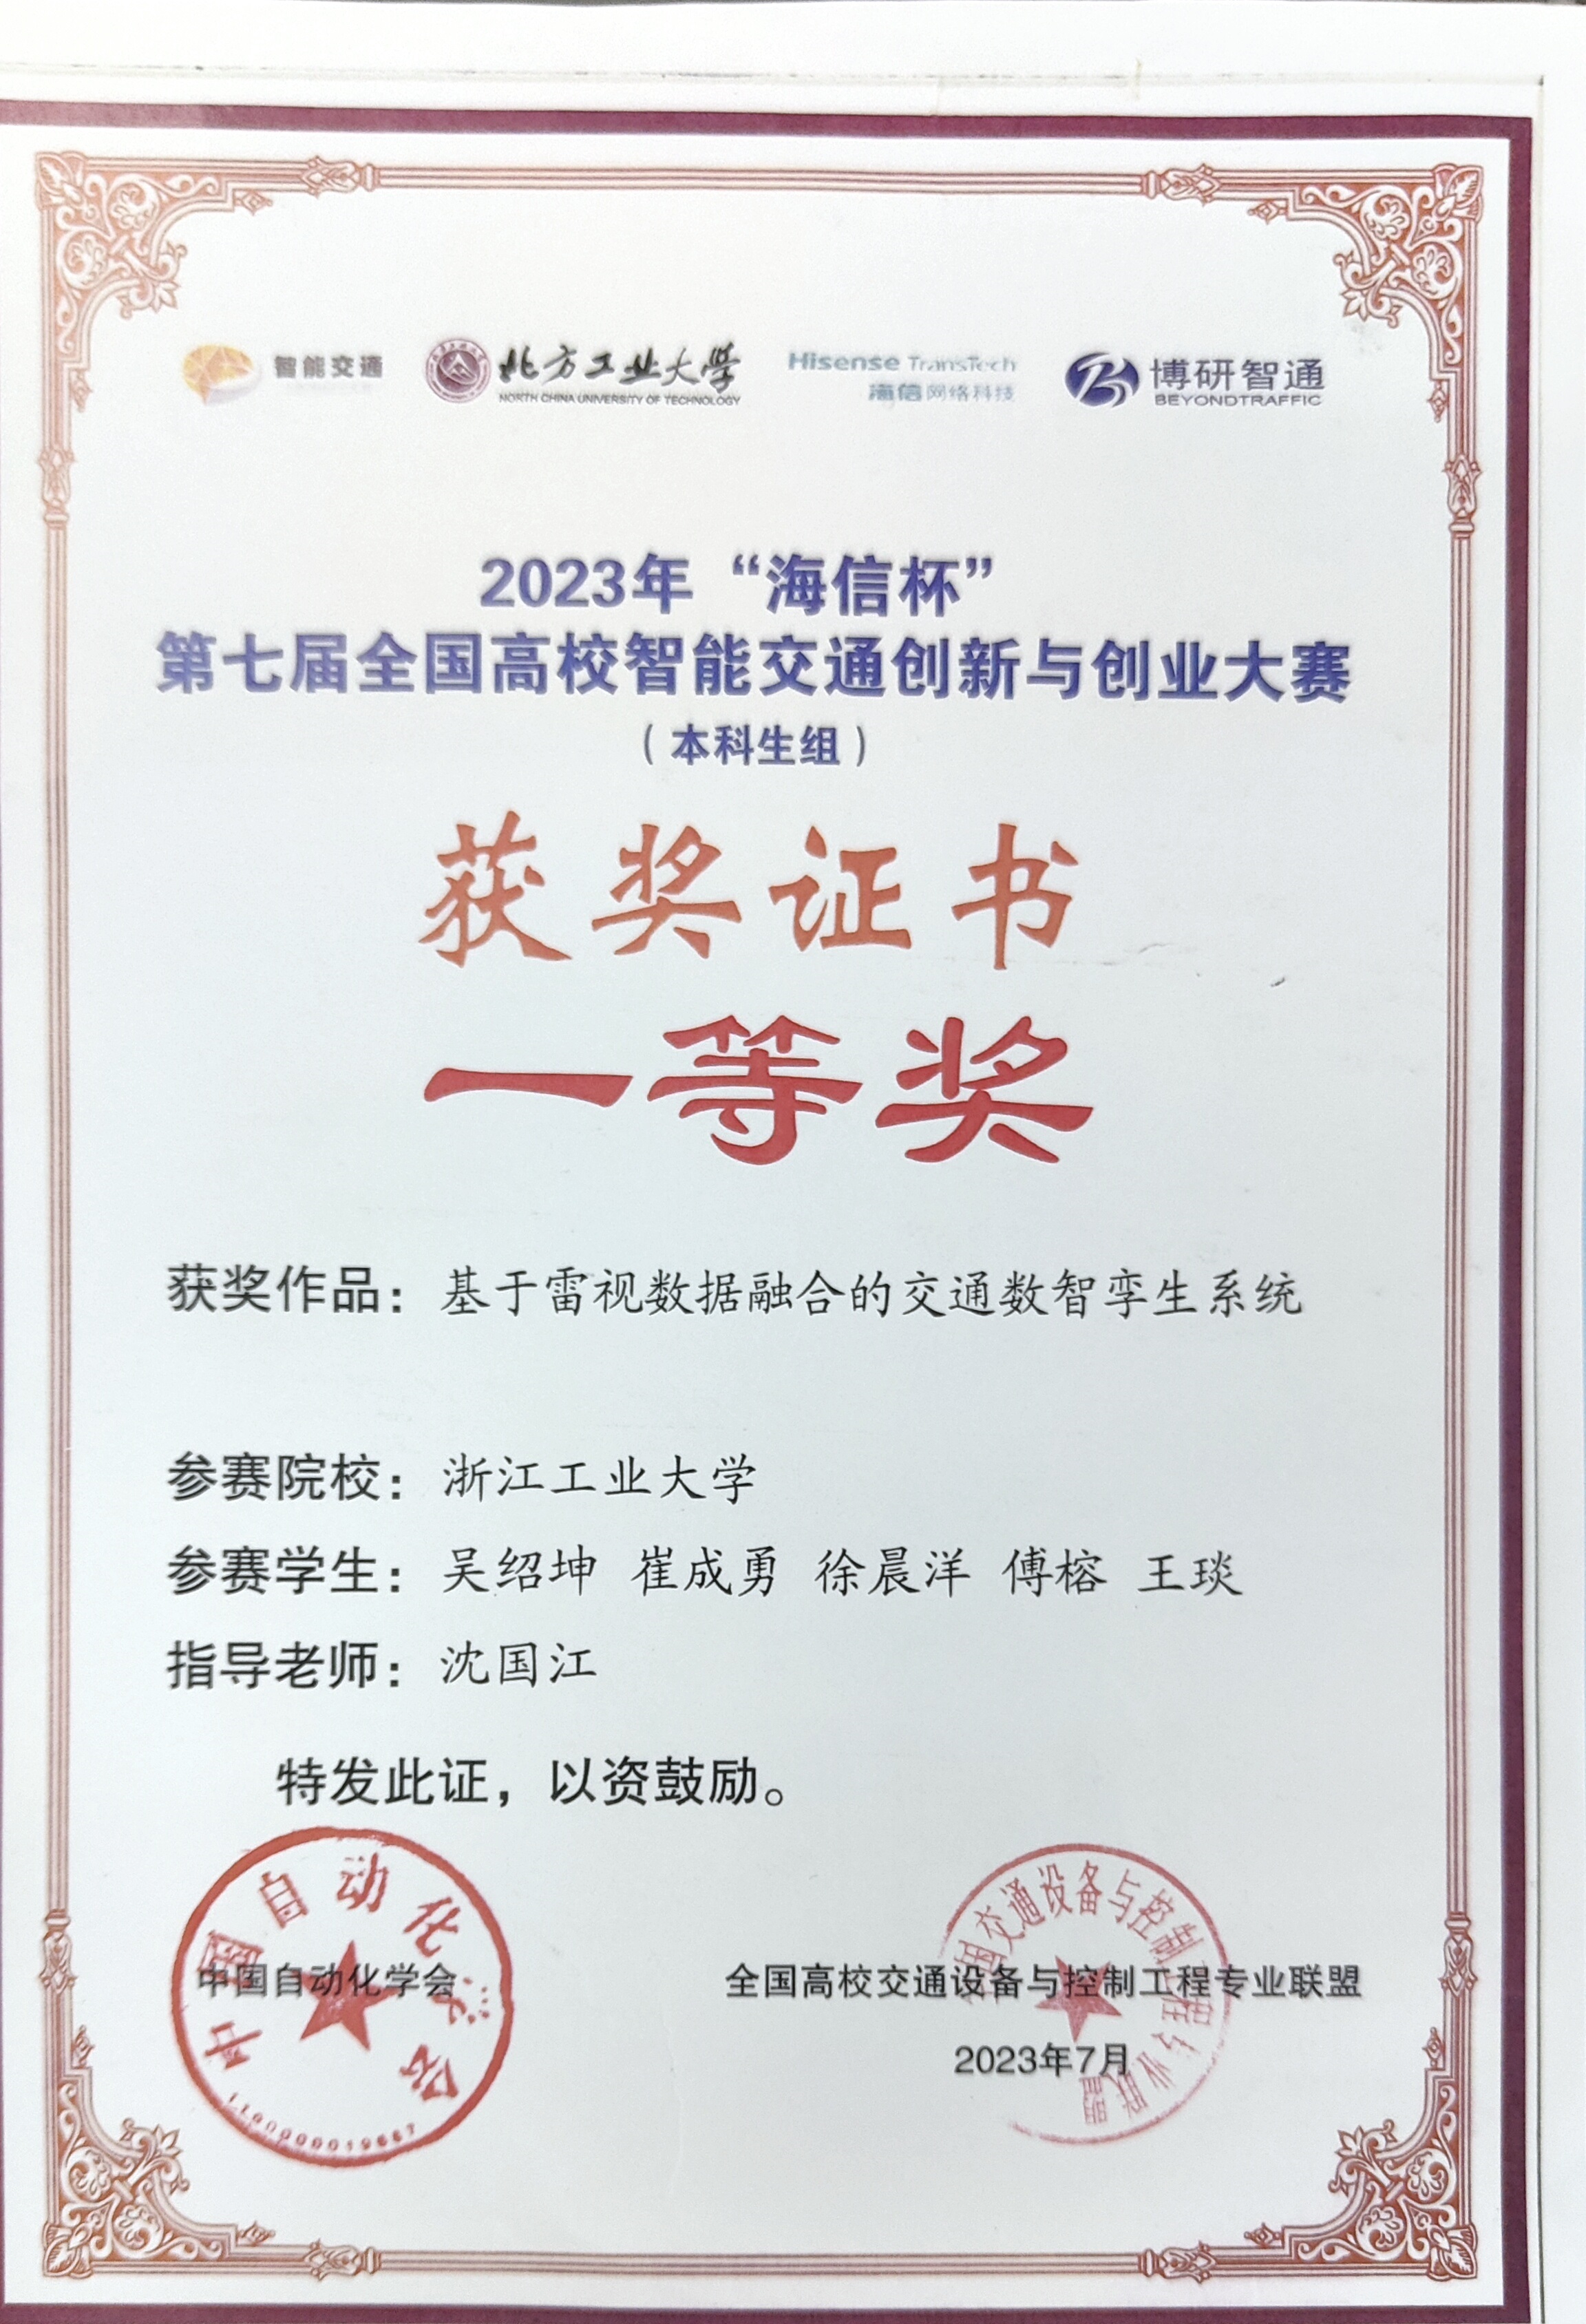 智能交通 北方工业大学 Hisense TransTech 博研智通
NORTH CHINA UNIVERSITY OF TECHNOLOGY 海信网络科技 BEYONDTRAFFIC
2023年“海信杯”
第七届全国高校智能交通创新与创业大赛
（本科生组）
获奖证书
一等奖
获奖作品：基于雷视数据融合的交通数智孪生系统
参赛院校：浙江工业大学
参赛学生：吴绍坤 崔成勇 徐晨洋 傅榕 王琰
指导老师：沈国江
特发此证，以资鼓励。
中国自动化学会
中国自动化学会 全国高校交通设备与控制工程专业联盟
2023年7月
国交通设备与控制工程专业联盟